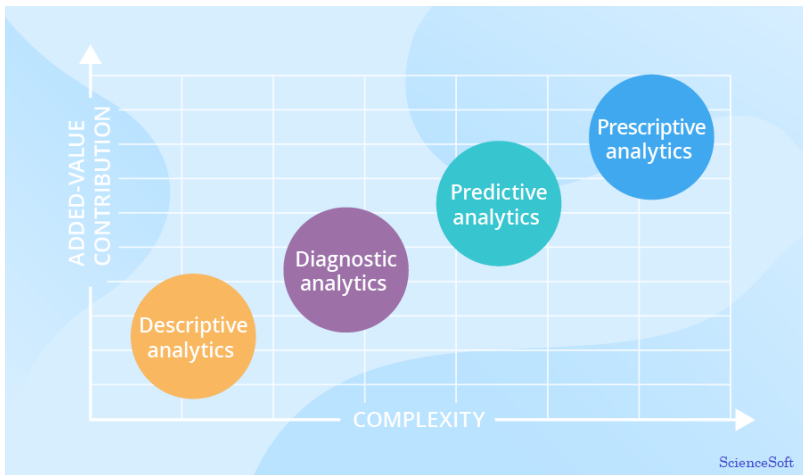 ADDED-VALUE
CONTRIBUTION
Prescriptive
analytics
Predictive
analytics
Diagnostic
analytics
Descriptive
analytics
COMPLEXITY
ScienceSoft